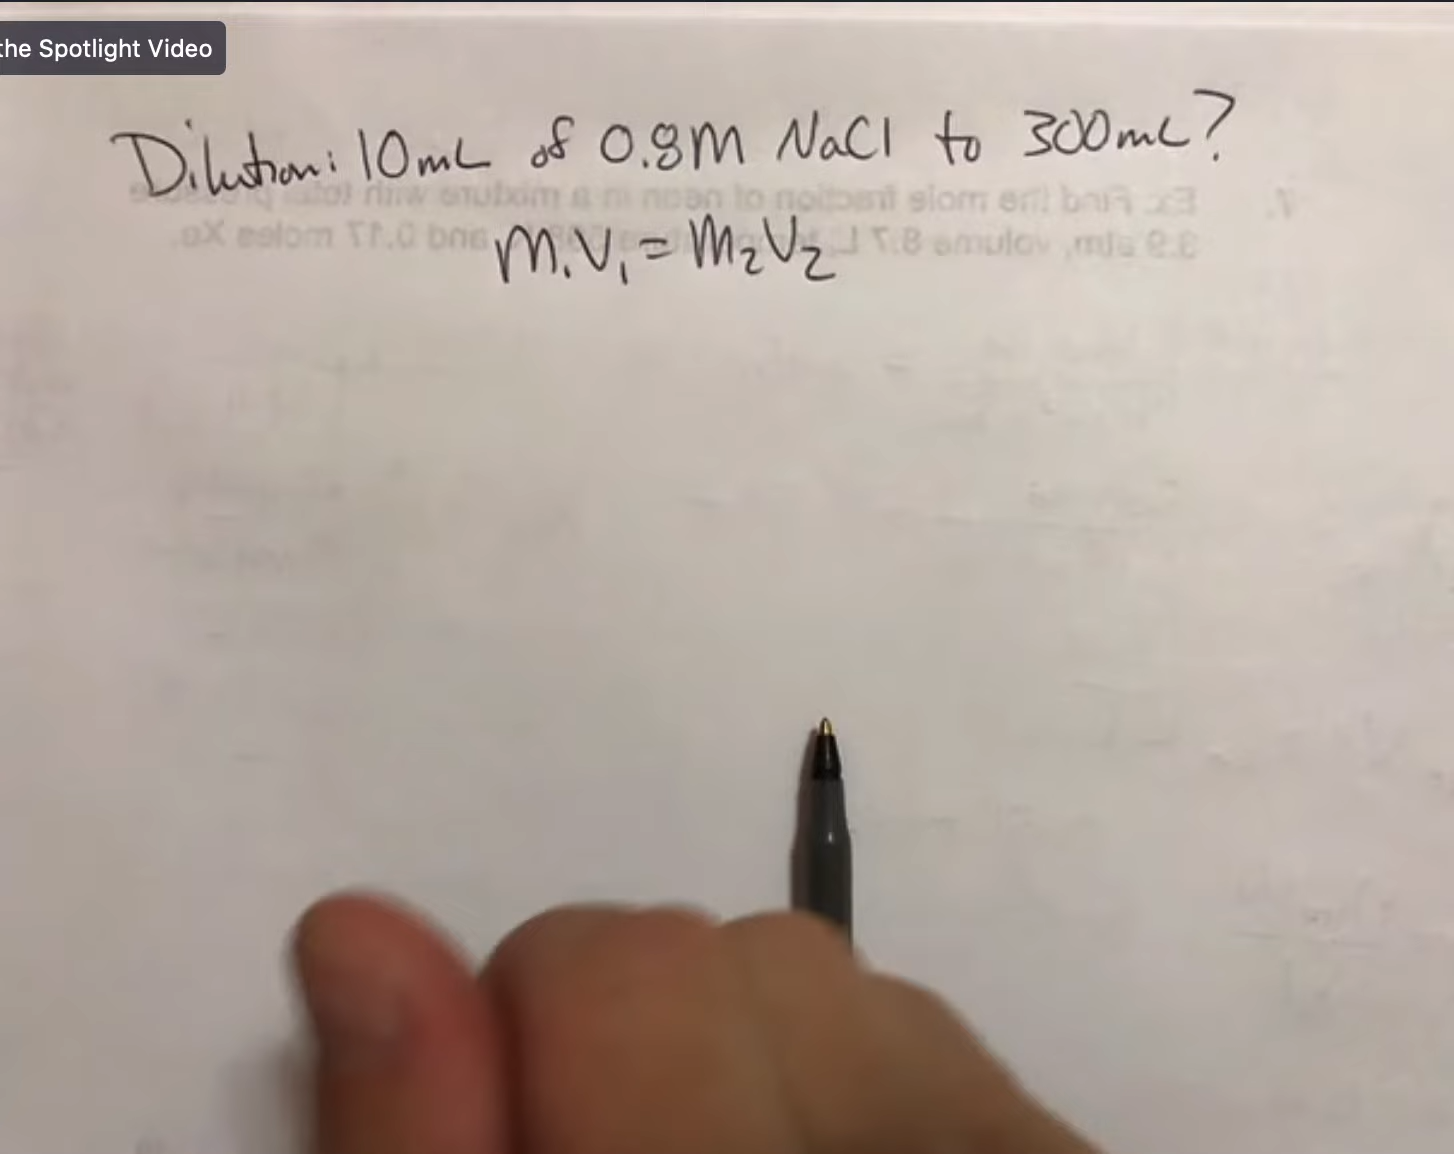 the Spotlight Video
Dilution: 10mL of 0.8M NaCl to 300mL?
M₁V₁ = M₂V₂